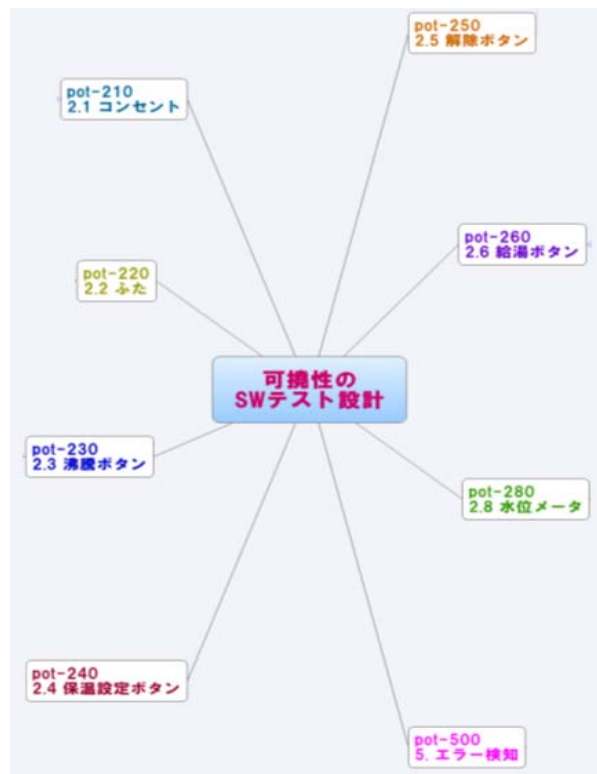 pot-250
2.5 解除ボタン
pot-210
2.1 コンセント
pot-260
2.6 給湯ボタン
pot-220
2.2 ふた
可撓性の
SWテスト設計
pot-230
2.3 沸騰ボタン
pot-280
2.8 水位メータ
pot-240
2.4 保温設定ボタン
pot-500
5. エラー検知